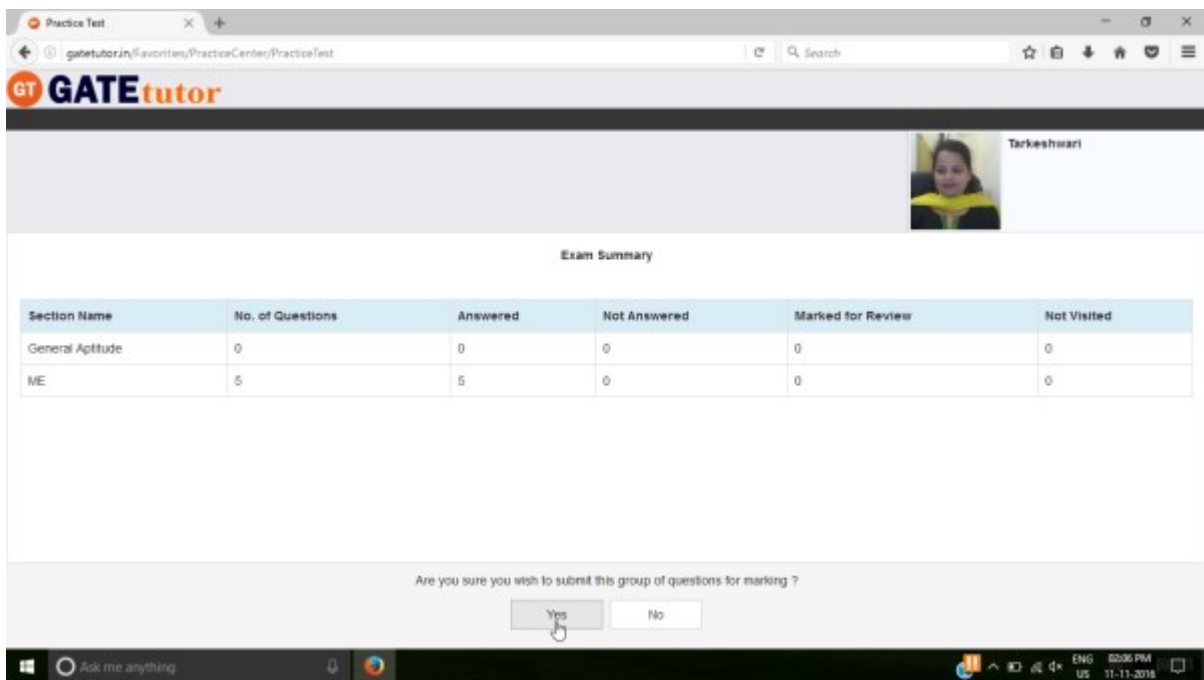 Practice Test
gatetutor.in/Favorities/PracticeCenter/PracticeTest
Search
GT GATEtutor
Tarkeshwari
Exam Summary
Section Name No. of Questions Answered Not Answered Marked for Review Not Visited
General Aptitude 0 0 0 0 0
ME 5 5 0 0 0
Are you sure you wish to submit this group of questions for marking ?
Yes No
Ask me anything
ENG 02:06 PM
US 11-11-2016